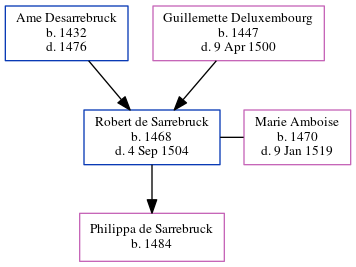 Ame Desarrebruck
b. 1432
d. 1476
Guillemette Deluxembourg
b. 1447
d. 9 Apr 1500
Robert de Sarrebruck
b. 1468
d. 4 Sep 1504
Marie Amboise
b. 1470
d. 9 Jan 1519
Philippa de Sarrebruck
b. 1484